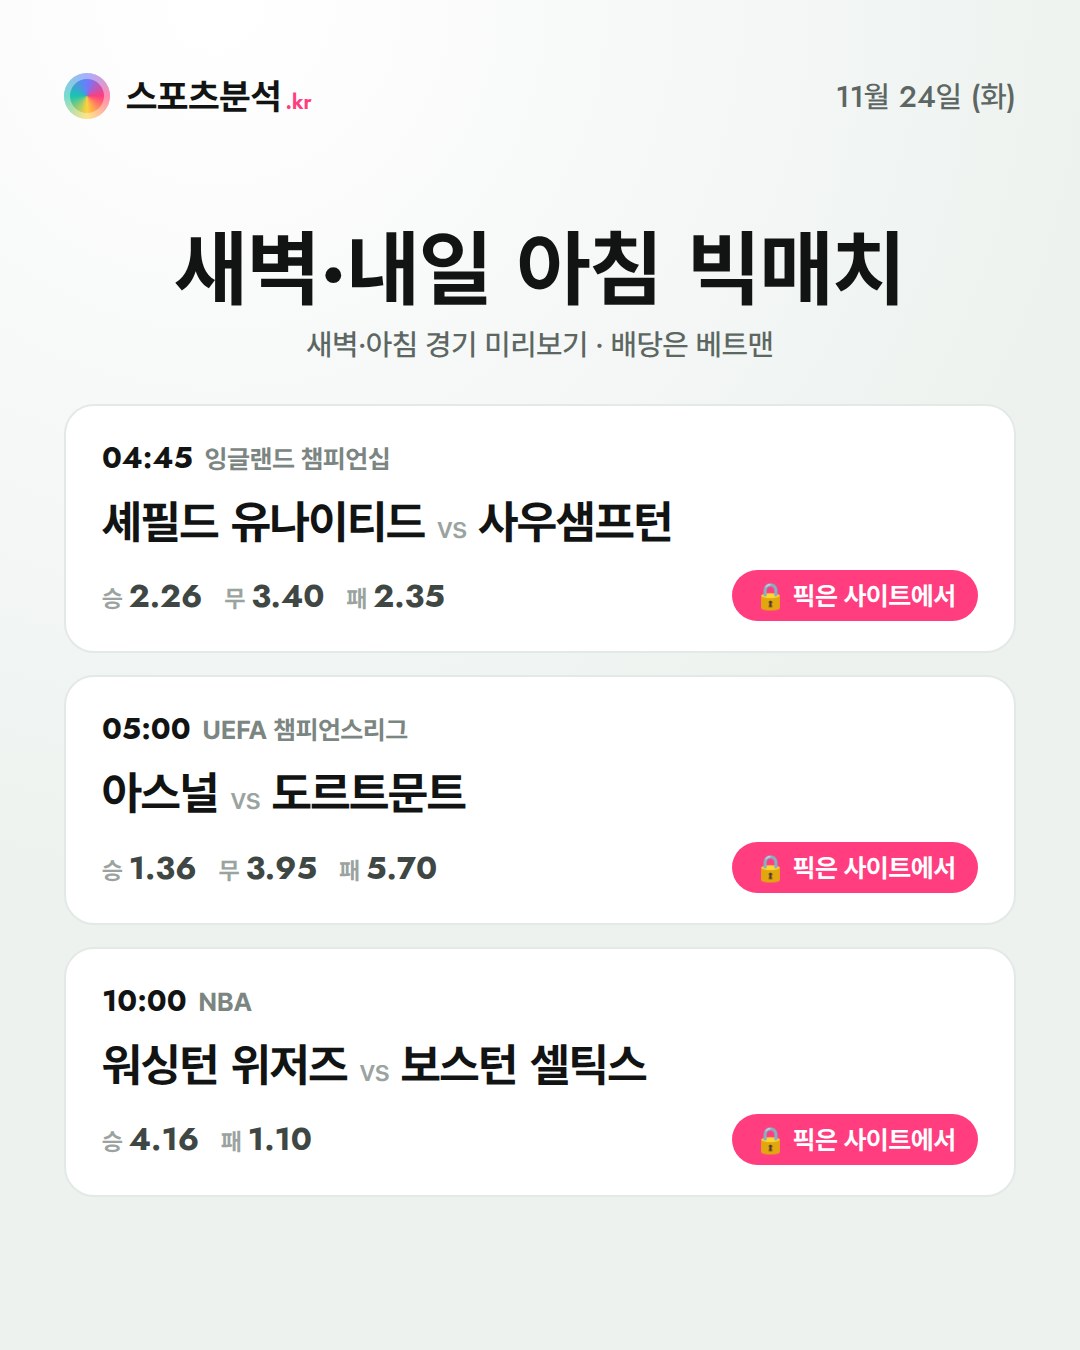 스포츠분석.kr
11월 24일 (화)
새벽·내일 아침 빅매치
새벽·아침 경기 미리보기 · 배당은 베트맨
04:45 잉글랜드 챔피언십
셰필드 유나이티드 VS 사우샘프턴
승 2.26 무 3.40 패 2.35
🔒 픽은 사이트에서
05:00 UEFA 챔피언스리그
아스널 VS 도르트문트
승 1.36 무 3.95 패 5.70
🔒 픽은 사이트에서
10:00 NBA
워싱턴 위저즈 VS 보스턴 셀틱스
승 4.16 패 1.10
🔒 픽은 사이트에서